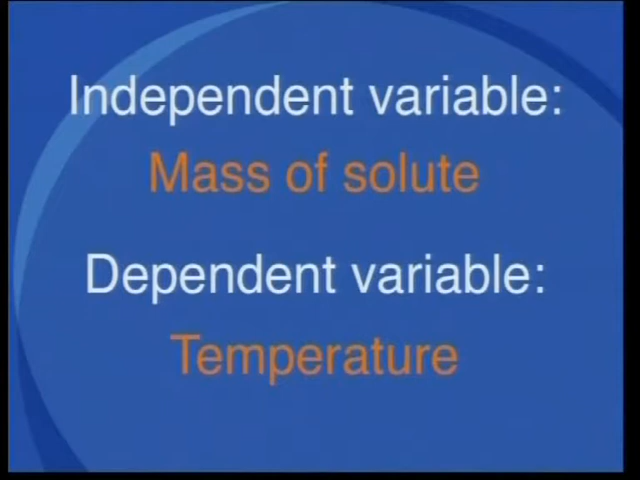 Independent variable:
Mass of solute
Dependent variable:
Temperature